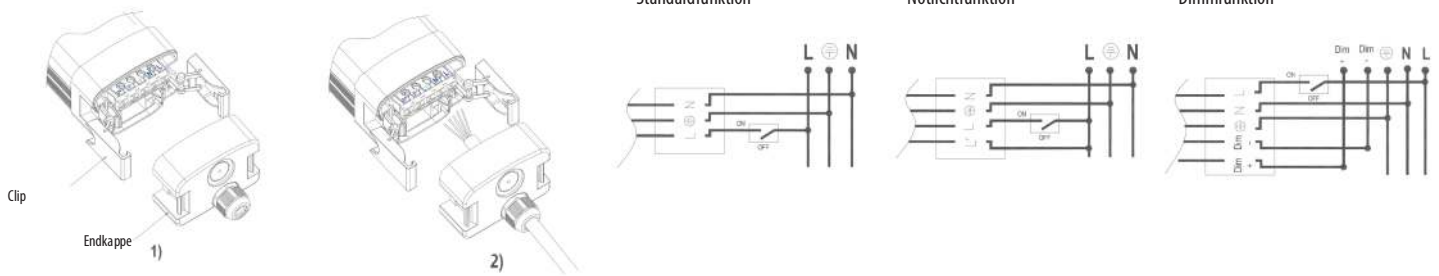 Standardfunktion
Notlichtfunktion
Dimmfunktion
Clip
Endkappe
1)
2)
L N
N
L
ON
OFF
L N
N
L
L'
ON
OFF
Dim + Dim - N L
L
N
Dim -
Dim +
ON
OFF